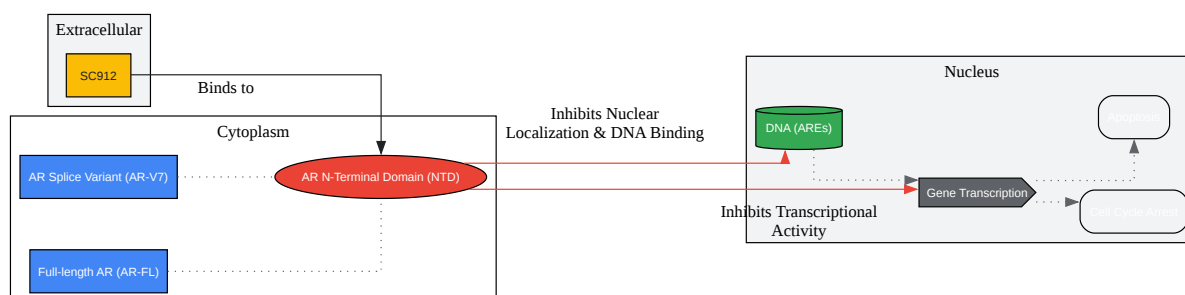 Extracellular
SC912
Binds to
Cytoplasm
AR Splice Variant (AR-V7)
AR N-Terminal Domain (NTD)
Full-length AR (AR-FL)
Inhibits Nuclear
Localization & DNA Binding
Inhibits Transcriptional
Activity
Nucleus
DNA (AREs)
Gene Transcription
Apoptosis
Cell Cycle Arrest